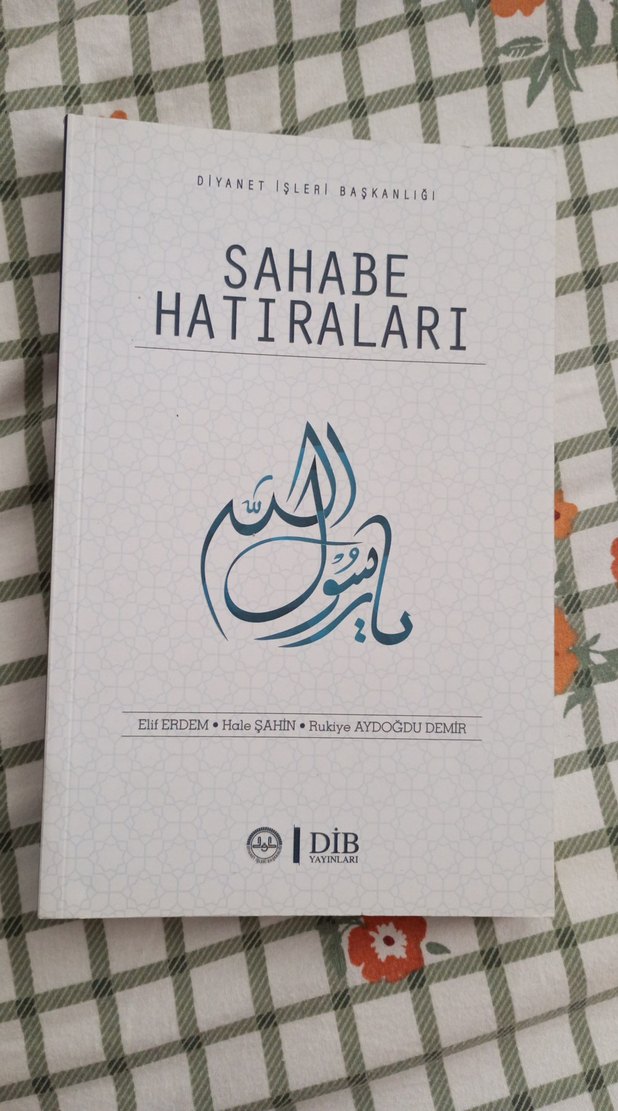 DİYANET İŞLERİ BAŞKANLIĞI
SAHABE
HATIRALARI
يا رسول الله
Elif ERDEM • Hale ŞAHİN • Rukiye AYDOĞDU DEMİR
DİB
YAYINLARI